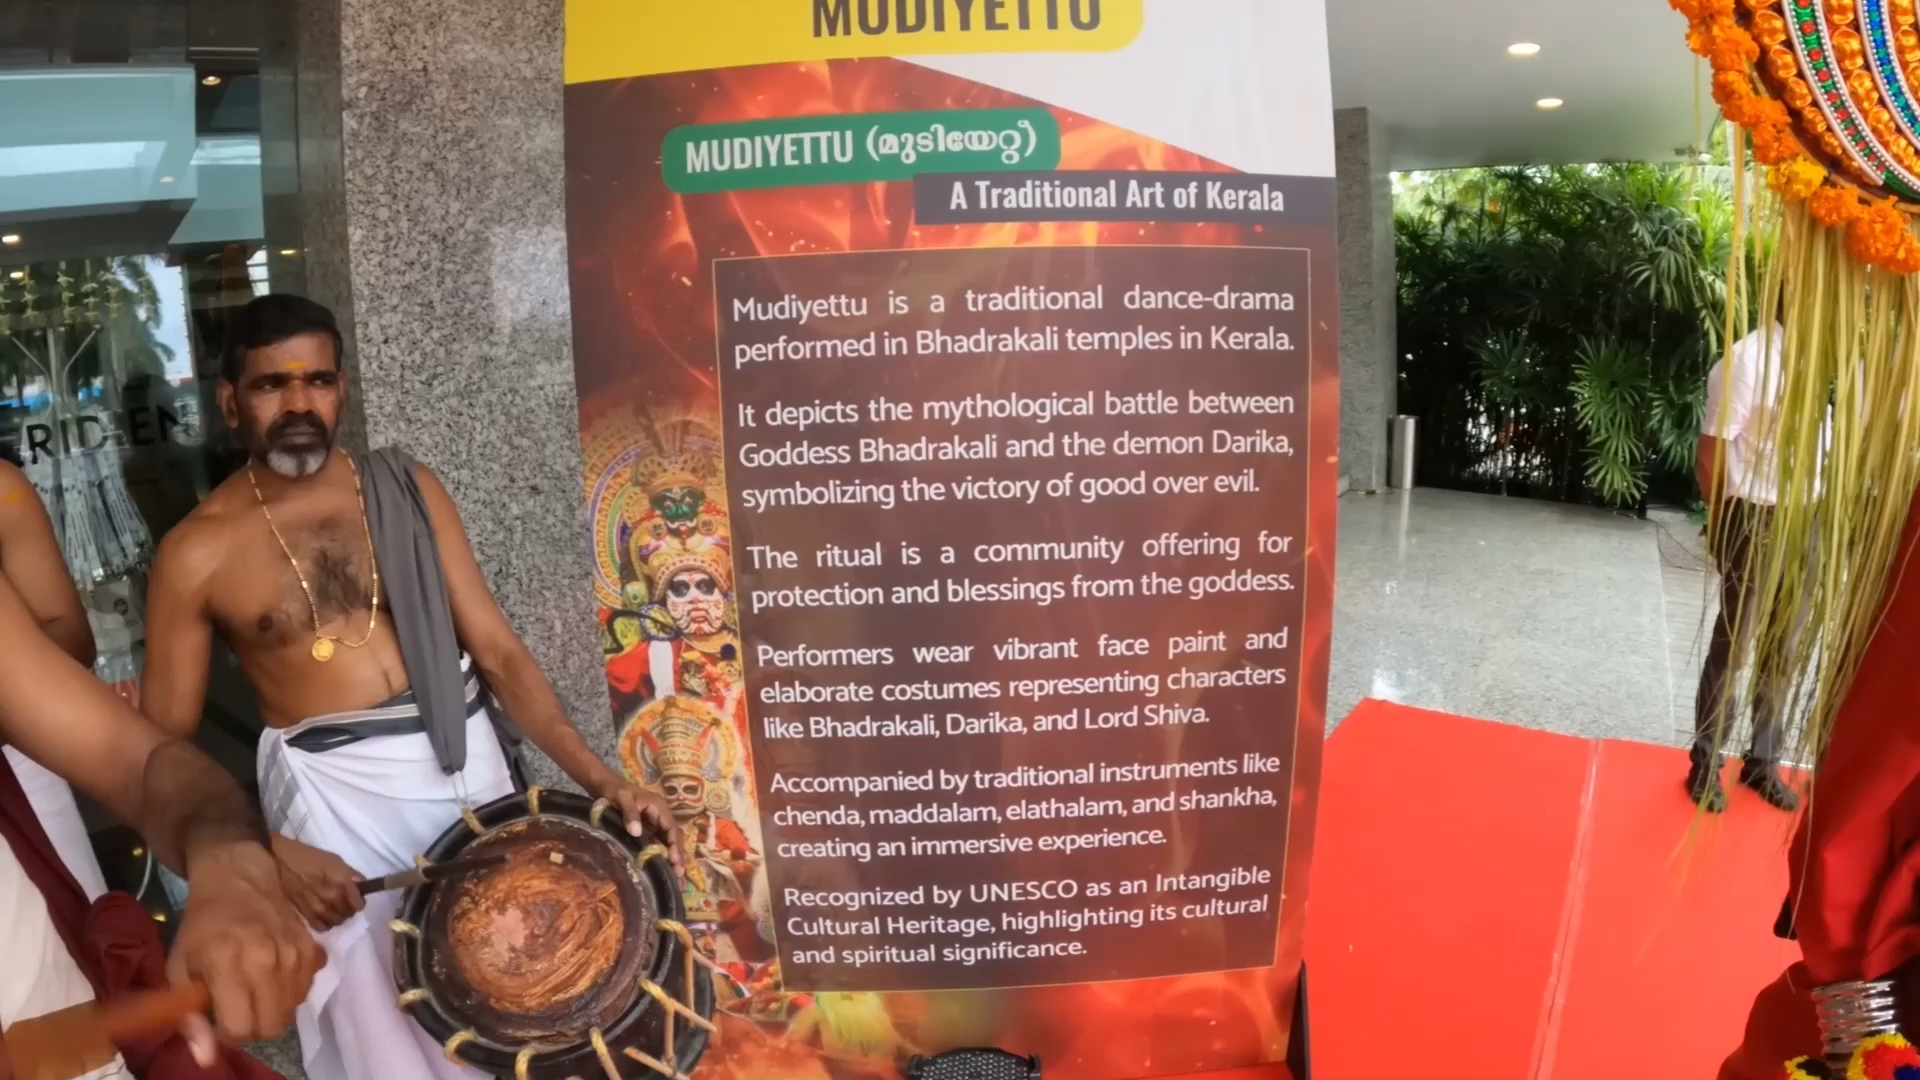 MUDIYETTU
MUDIYETTU (മുടിയേറ്റ്)
A Traditional Art of Kerala
Mudiyettu is a traditional dance-drama
performed in Bhadrakali temples in Kerala.
It depicts the mythological battle between
Goddess Bhadrakali and the demon Darika,
symbolizing the victory of good over evil.
The ritual is a community offering for
protection and blessings from the goddess.
Performers wear vibrant face paint and
elaborate costumes representing characters
like Bhadrakali, Darika, and Lord Shiva.
Accompanied by traditional instruments like
chenda, maddalam, elathalam, and shankha,
creating an immersive experience.
Recognized by UNESCO as an Intangible
Cultural Heritage, highlighting its cultural
and spiritual significance.